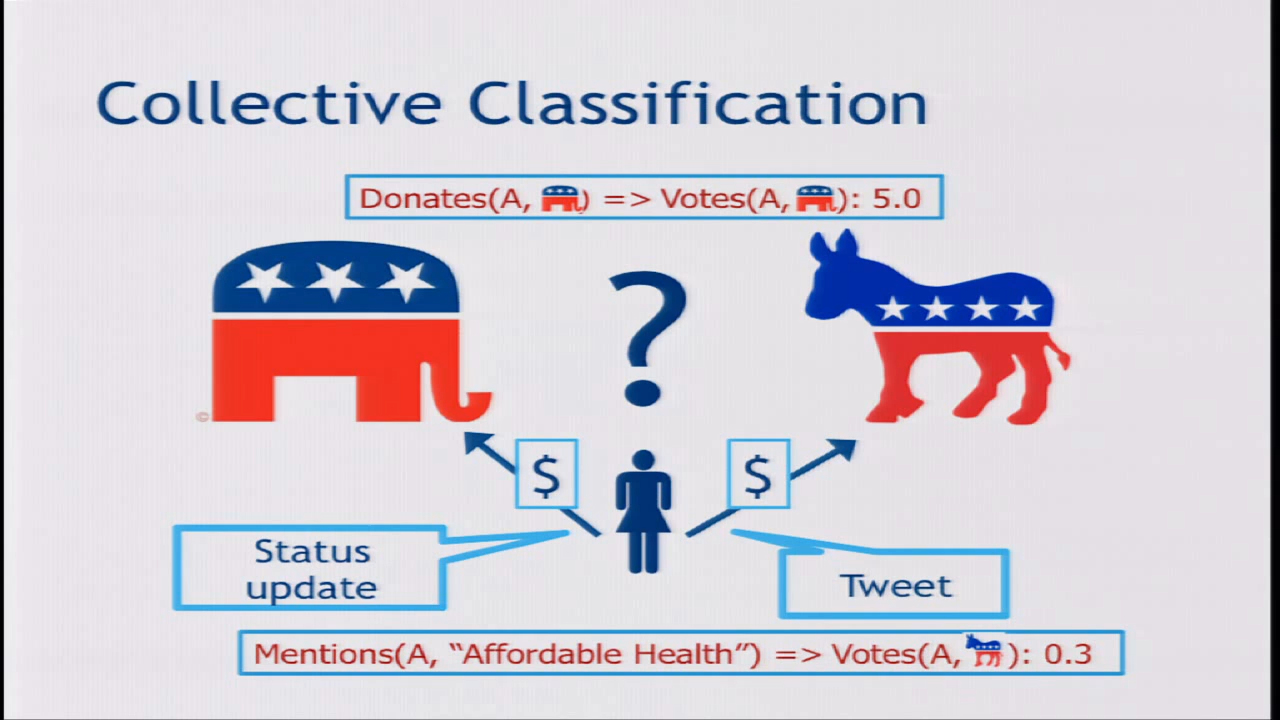 Collective Classification
Donates(A, ) => Votes(A, ): 5.0
?
©
$ $
Status
update
Tweet
Mentions(A, “Affordable Health”) => Votes(A, ): 0.3